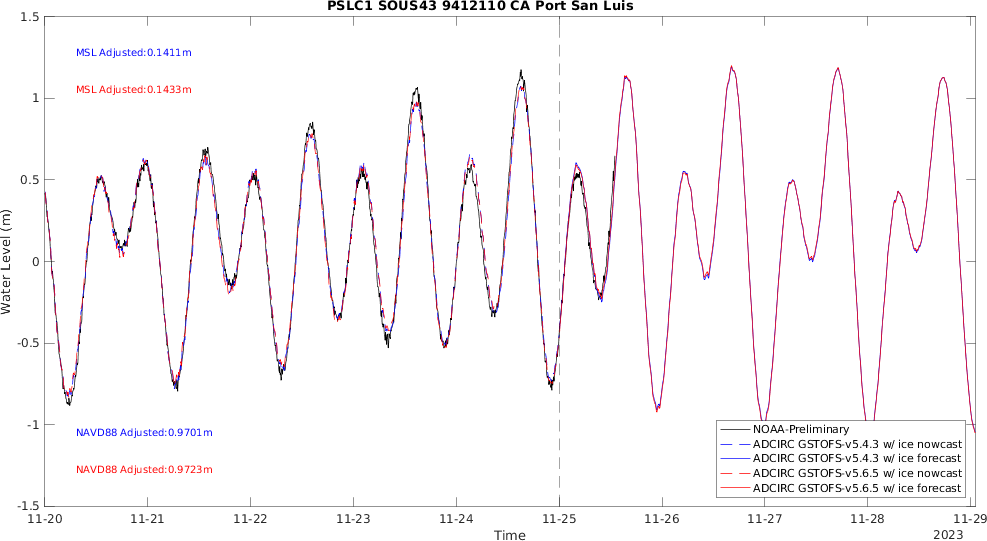 PSLC1 SOUS43 9412110 CA Port San Luis
1.5
1
0.5
0
-0.5
-1
-1.5
Water Level (m)
MSL Adjusted:0.1411m
MSL Adjusted:0.1433m
NAVD88 Adjusted:0.9701m
NAVD88 Adjusted:0.9723m
NOAA-Preliminary
ADCIRC GSTOFS-v5.4.3 w/ ice nowcast
ADCIRC GSTOFS-v5.4.3 w/ ice forecast
ADCIRC GSTOFS-v5.6.5 w/ ice nowcast
ADCIRC GSTOFS-v5.6.5 w/ ice forecast
11-20 11-21 11-22 11-23 11-24 11-25 11-26 11-27 11-28 11-29
Time
2023